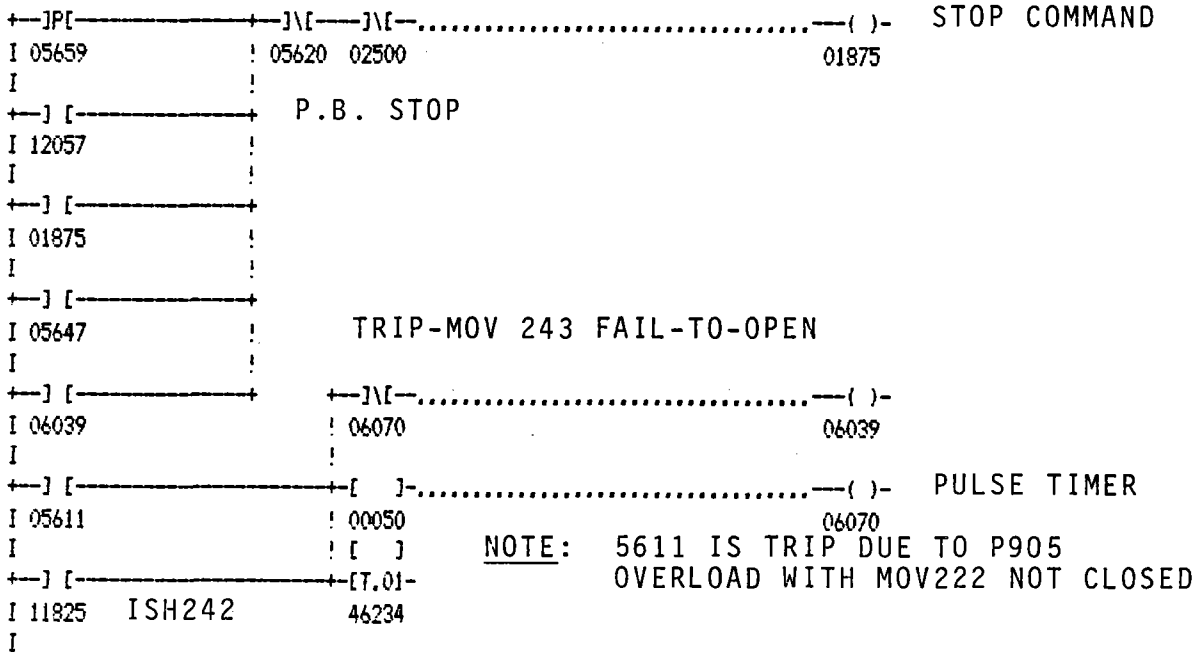 +--]P[--------------+--]\[----]\[--......................................---( )- STOP COMMAND
I 05659 ! 05620 02500 01875
I !
+--] [--------------+ P.B. STOP
I 12057 !
I !
+--] [--------------+
I 01875 !
I !
+--] [--------------+
I 05647 ! TRIP-MOV 243 FAIL-TO-OPEN
I !
+--] [--------------+ +--]\[--......................................---( )-
I 06039 ! 06070 06039
I !
+--] [---------------------+-[ ]-......................................---( )- PULSE TIMER
I 05611 ! 00050 06070
I ! [ ] NOTE: 5611 IS TRIP DUE TO P905
+--] [---------------------+-[T.01- OVERLOAD WITH MOV222 NOT CLOSED
I 11825 ISH242 46234
I